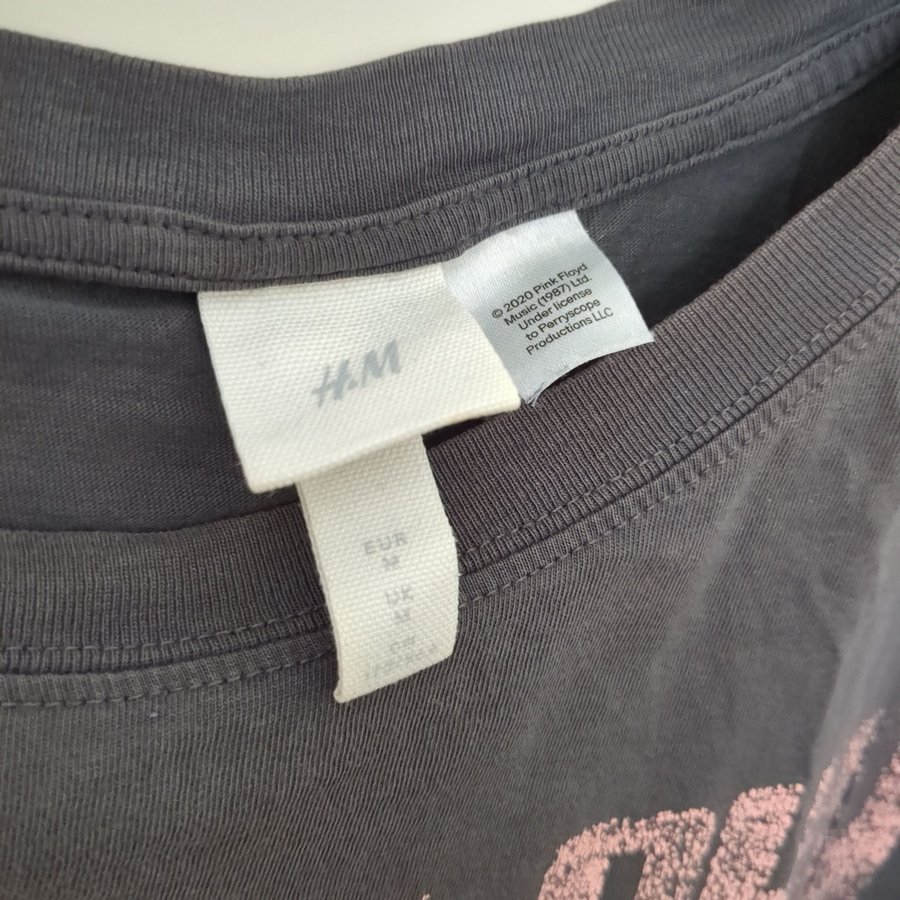 H&M
© 2020 Pink Floyd
Music (1987) Ltd.
Under license
to Perryscope
Productions LLC
EUR
M
UK
M